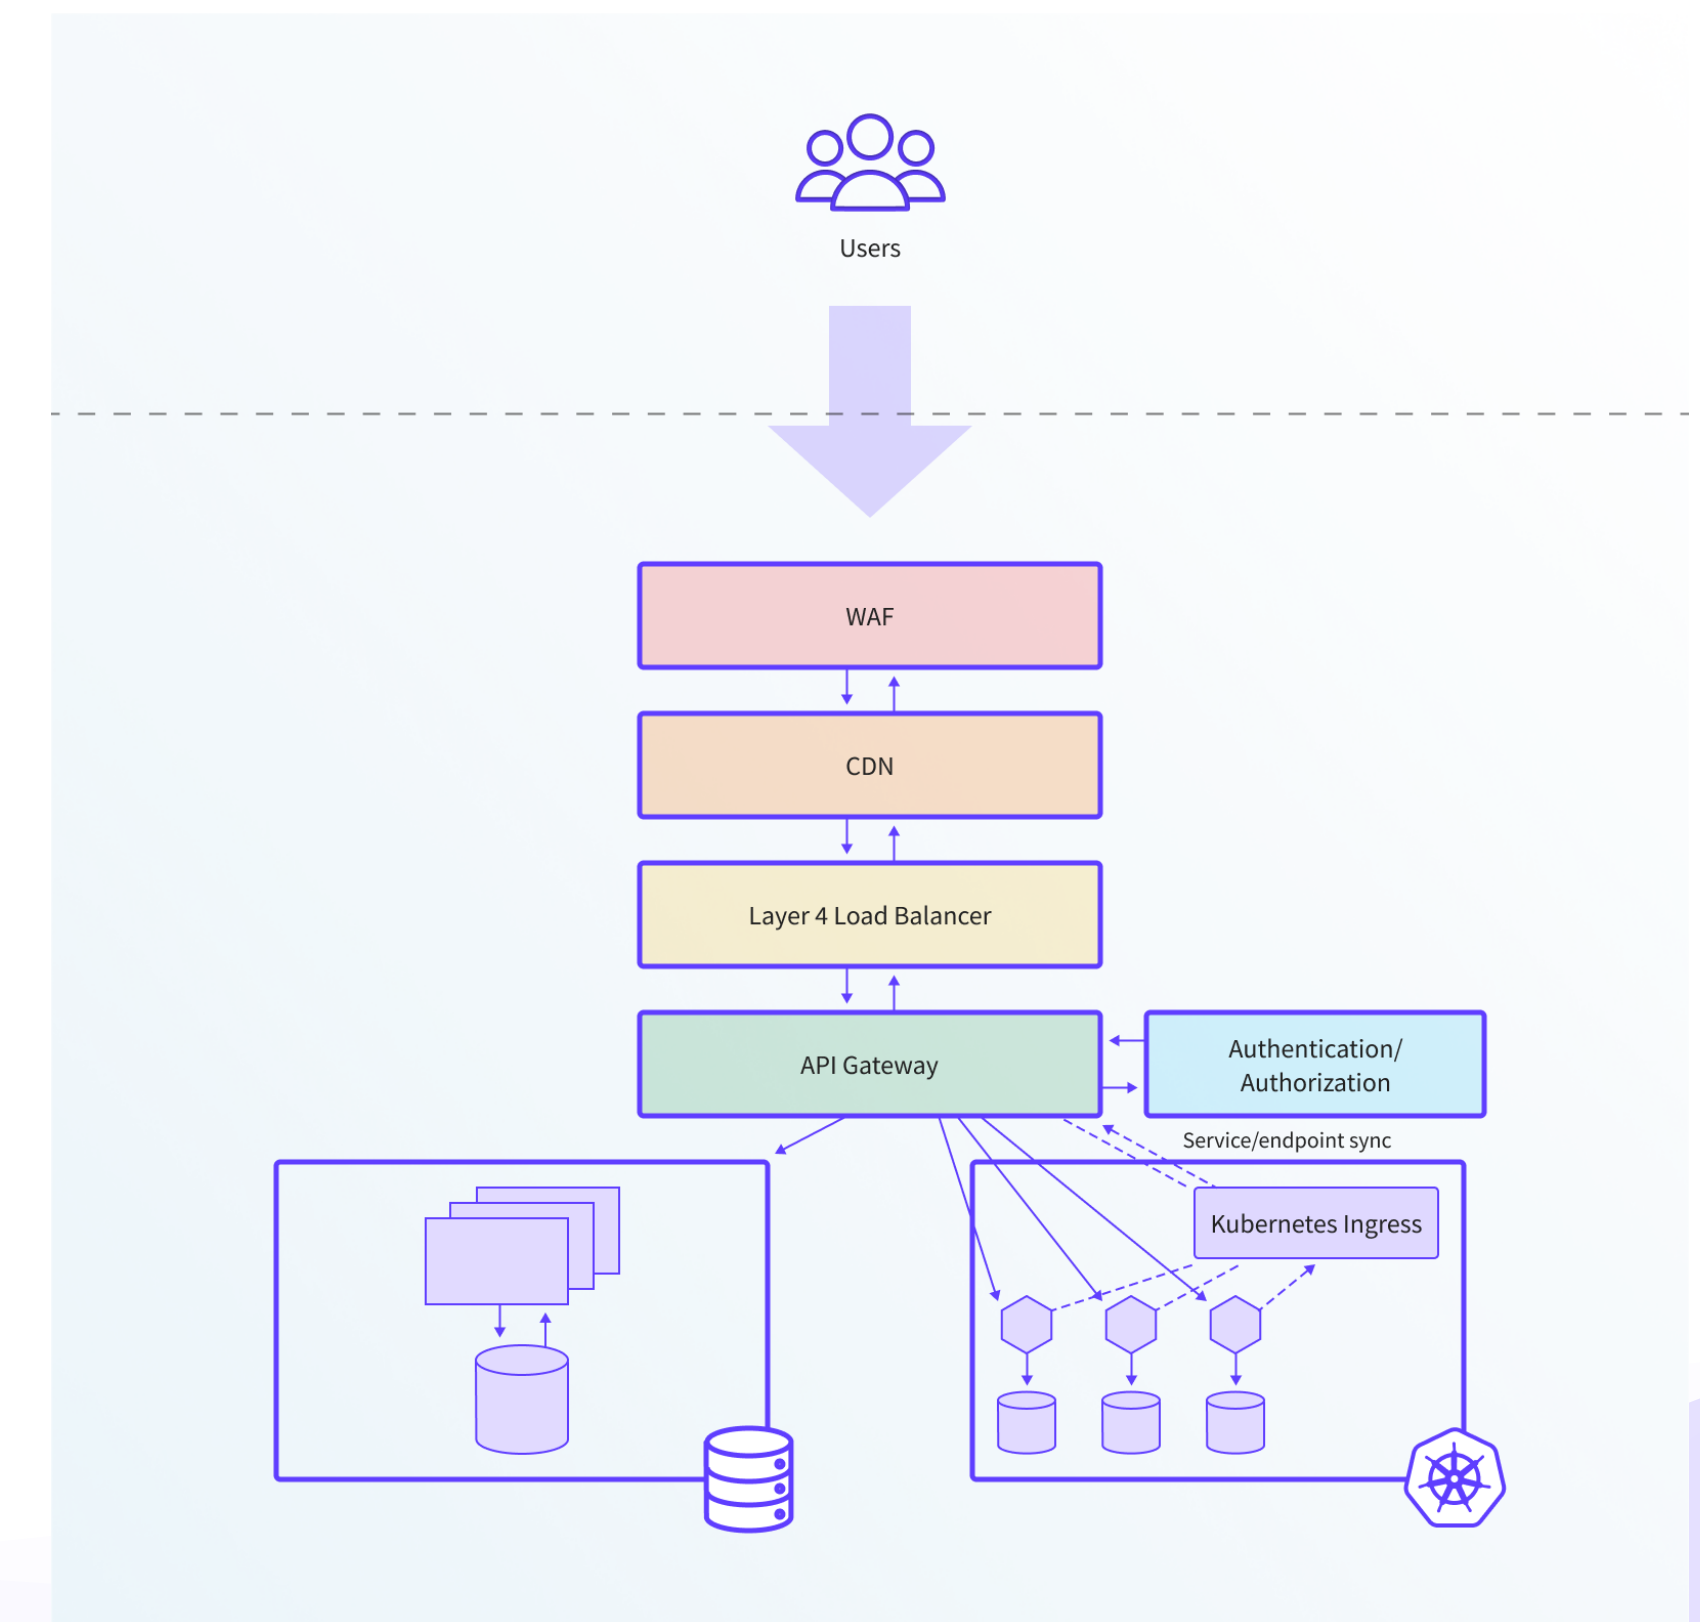 Users
WAF
CDN
Layer 4 Load Balancer
API Gateway
Authentication/
Authorization
Service/endpoint sync
Kubernetes Ingress